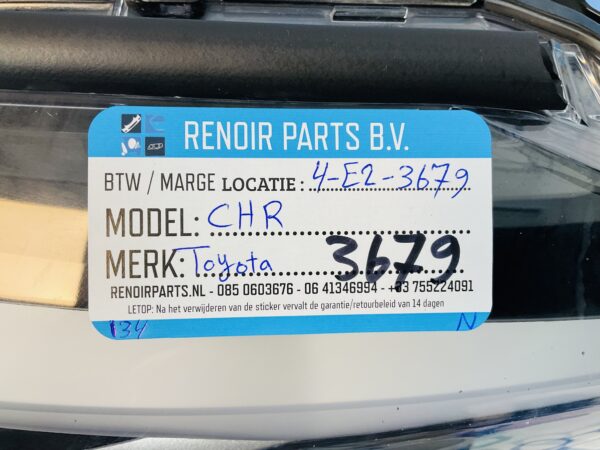 RENOIR PARTS B.V.
BTW / MARGE LOCATIE: 4-E2-3679
MODEL: CHR
MERK: Toyota 3679
RENOIRPARTS.NL - 085 0603676 - 06 41346994 - +33 755224091
LETOP: Na het verwijderen van de sticker vervalt de garantie/retourbeleid van 14 dagen
134 N